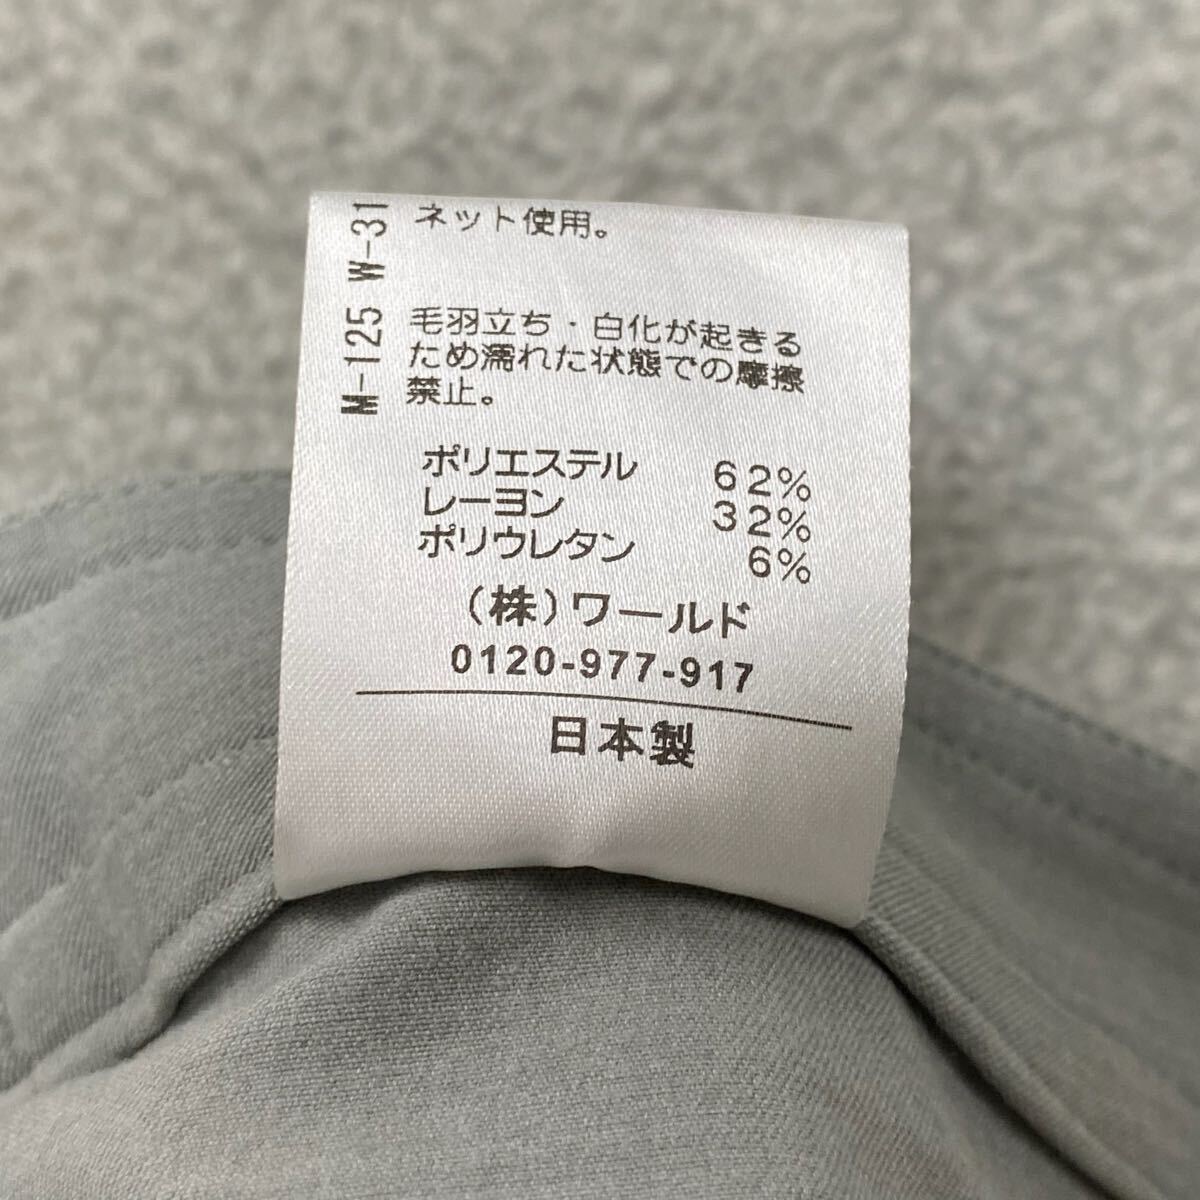 ネット使用。
毛羽立ち・白化が起きる
ため濡れた状態での摩擦
禁止。
ポリエステル 62%
レーヨン 32%
ポリウレタン 6%
(株)ワールド
0120-977-917
日本製
M-125 W-31